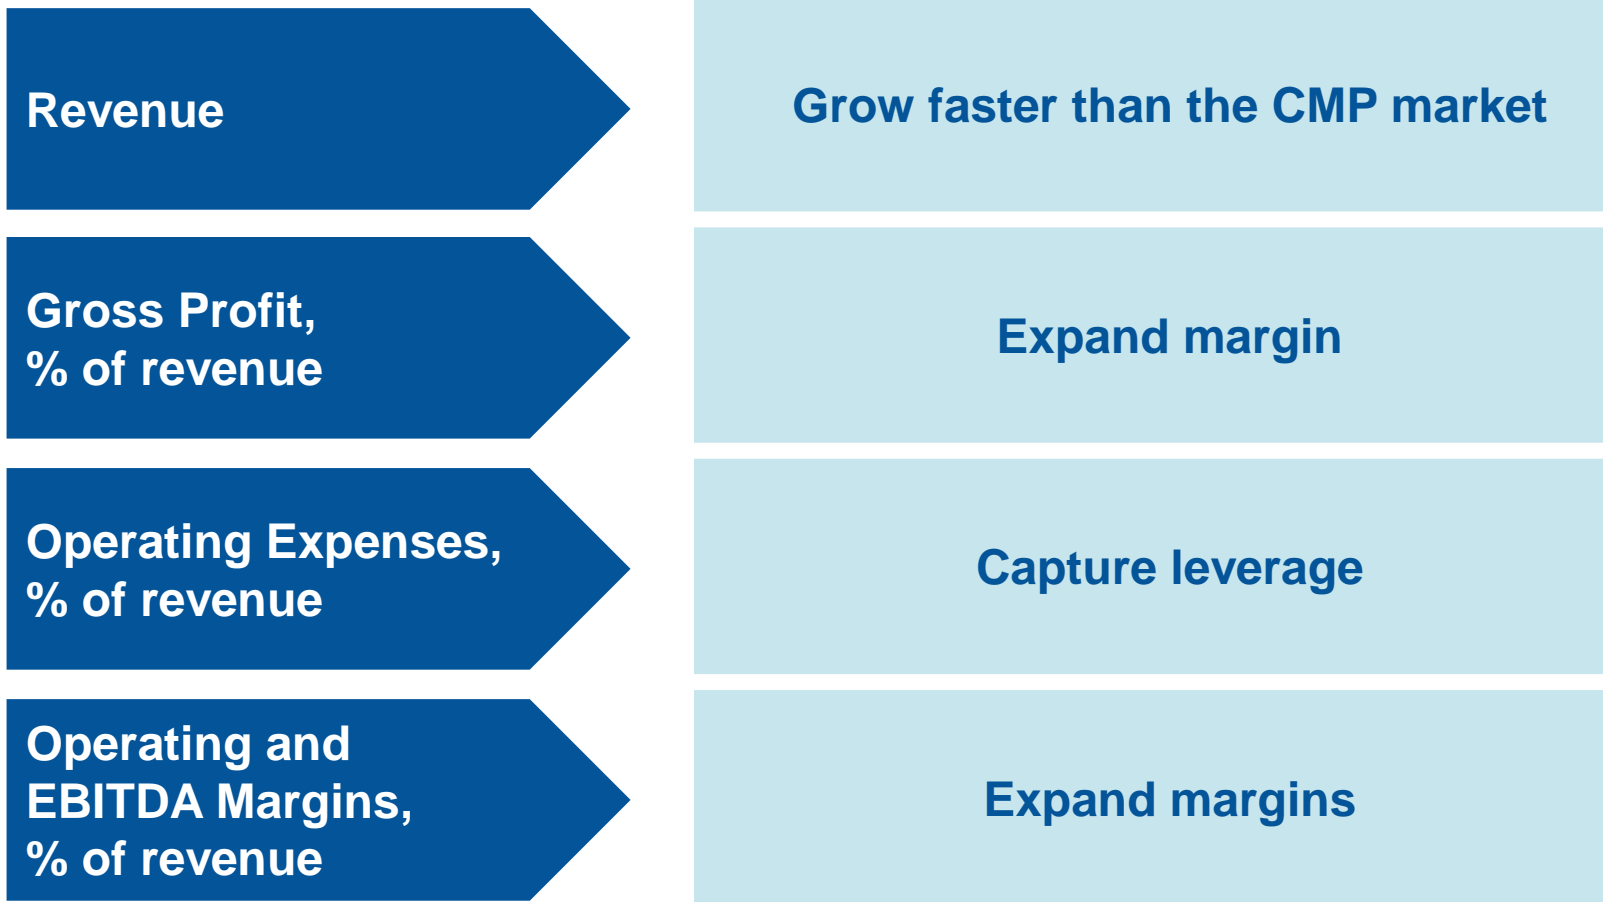 Revenue
Grow faster than the CMP market
Gross Profit,
% of revenue
Expand margin
Operating Expenses,
% of revenue
Capture leverage
Operating and
EBITDA Margins,
% of revenue
Expand margins